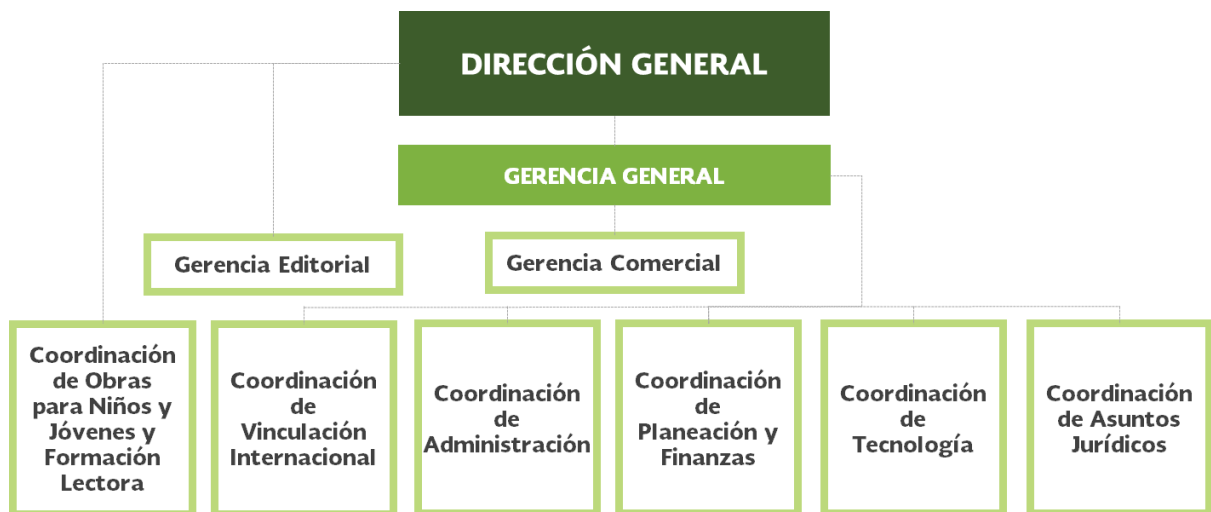 DIRECCIÓN GENERAL
GERENCIA GENERAL
Gerencia Editorial
Gerencia Comercial
Coordinación
de Obras
para Niños y
Jóvenes y
Formación
Lectora
Coordinación
de
Vinculación
Internacional
Coordinación
de
Administración
Coordinación
de
Planeación y
Finanzas
Coordinación
de
Tecnología
Coordinación
de Asuntos
Jurídicos